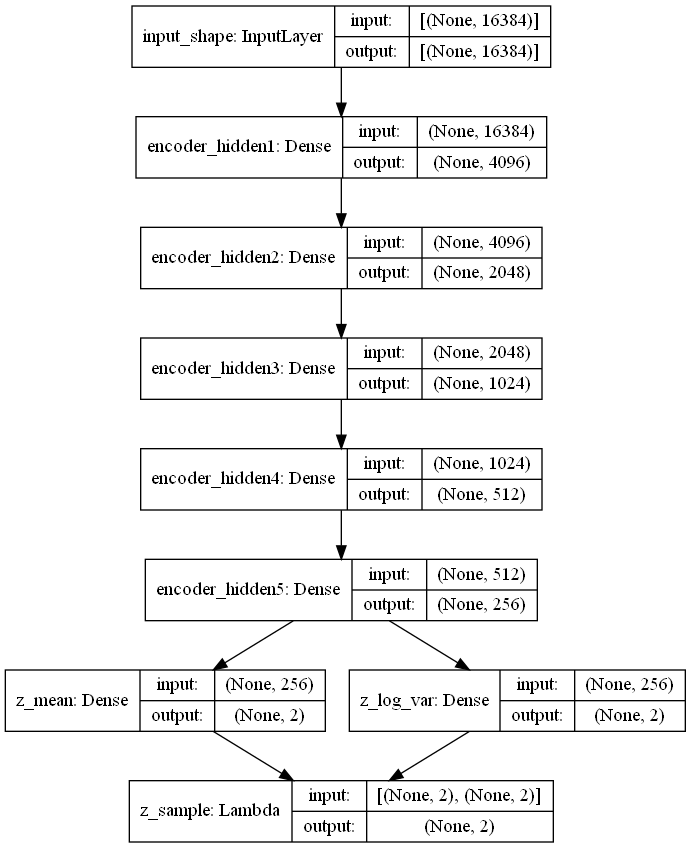 input_shape: InputLayer
input: [(None, 16384)]
output: [(None, 16384)]
encoder_hidden1: Dense
input: (None, 16384)
output: (None, 4096)
encoder_hidden2: Dense
input: (None, 4096)
output: (None, 2048)
encoder_hidden3: Dense
input: (None, 2048)
output: (None, 1024)
encoder_hidden4: Dense
input: (None, 1024)
output: (None, 512)
encoder_hidden5: Dense
input: (None, 512)
output: (None, 256)
z_mean: Dense
input: (None, 256)
output: (None, 2)
z_log_var: Dense
input: (None, 256)
output: (None, 2)
z_sample: Lambda
input: [(None, 2), (None, 2)]
output: (None, 2)